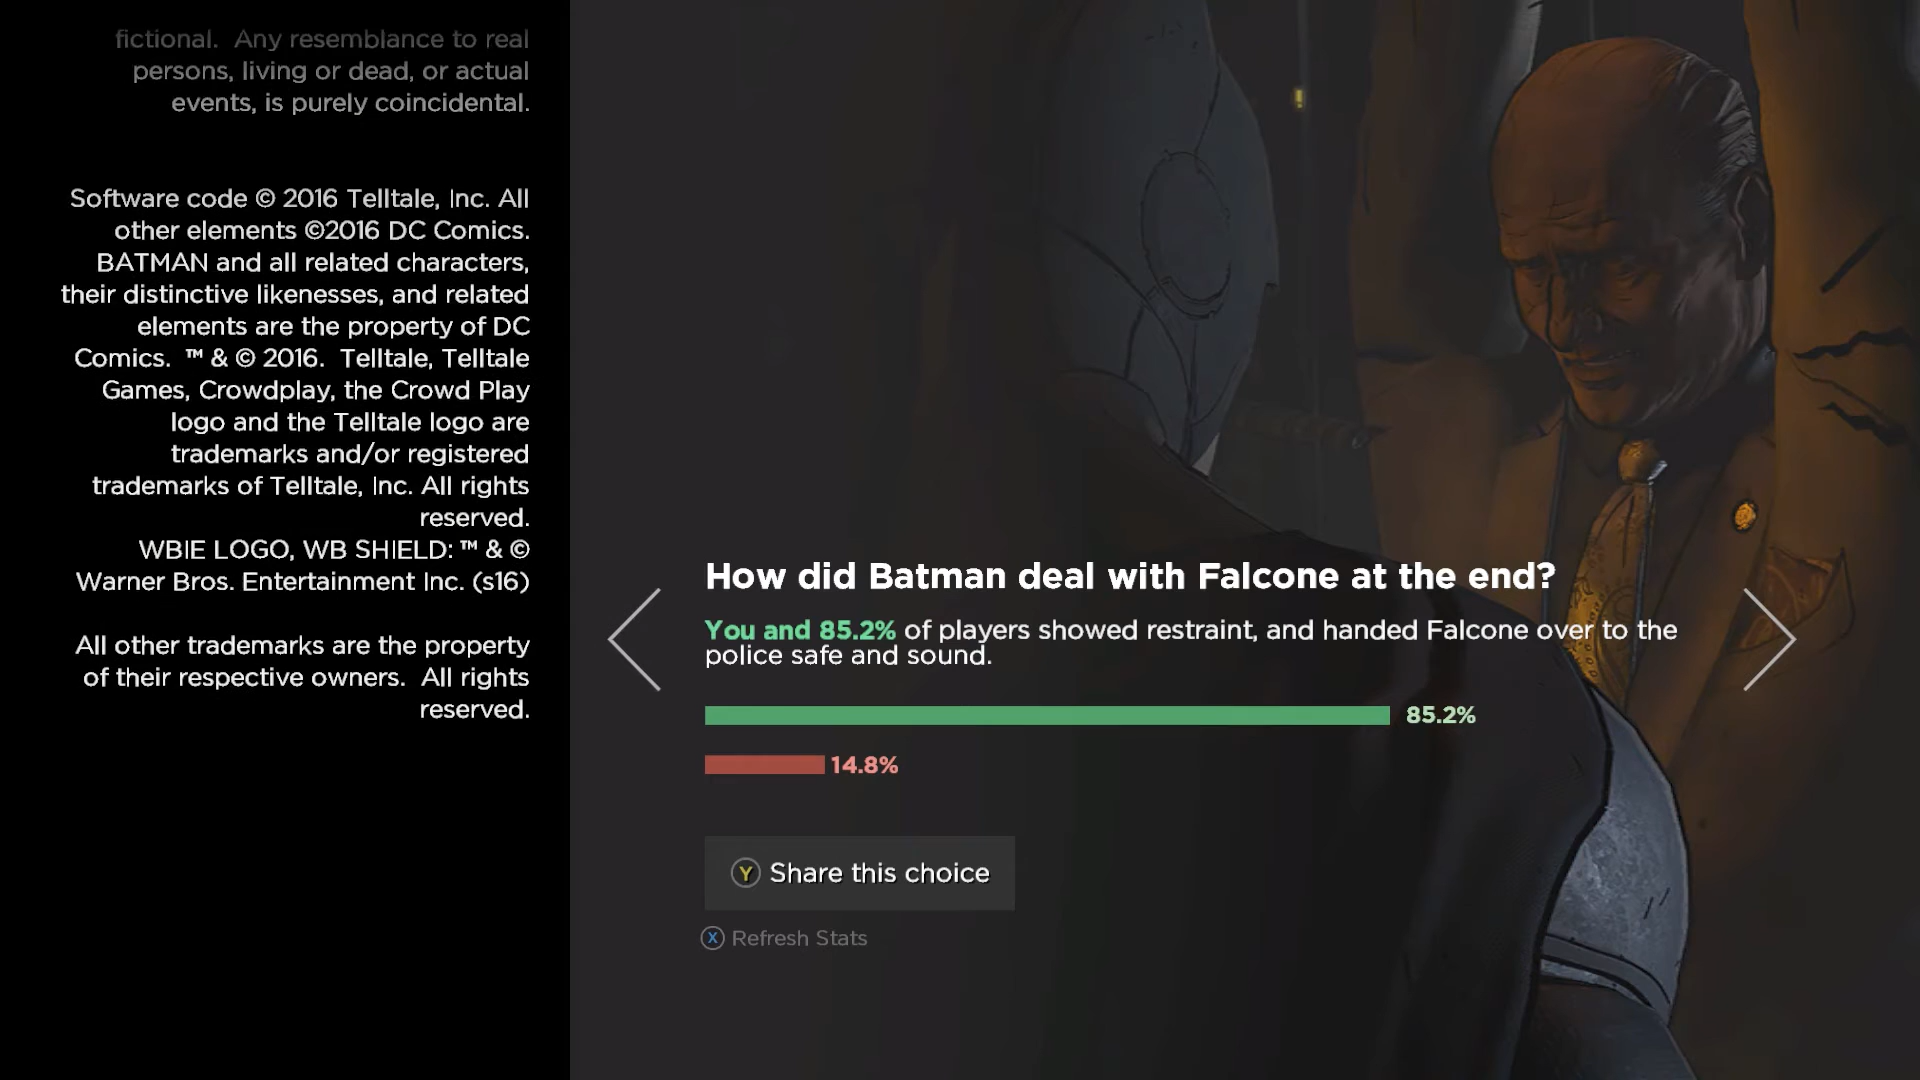 fictional.  Any resemblance to real
persons, living or dead, or actual
events, is purely coincidental.
Software code © 2016 Telltale, Inc. All
other elements ©2016 DC Comics.
BATMAN and all related characters,
their distinctive likenesses, and related
elements are the property of DC
Comics.  ™ & © 2016.  Telltale, Telltale
Games, Crowdplay, the Crowd Play
logo and the Telltale logo are
trademarks and/or registered
trademarks of Telltale, Inc. All rights
reserved.
WBIE LOGO, WB SHIELD: ™ & ©
Warner Bros. Entertainment Inc. (s16)
All other trademarks are the property
of their respective owners.  All rights
reserved.
How did Batman deal with Falcone at the end?
You and 85.2% of players showed restraint, and handed Falcone over to the
police safe and sound.
85.2%
14.8%
Y Share this choice
X Refresh Stats